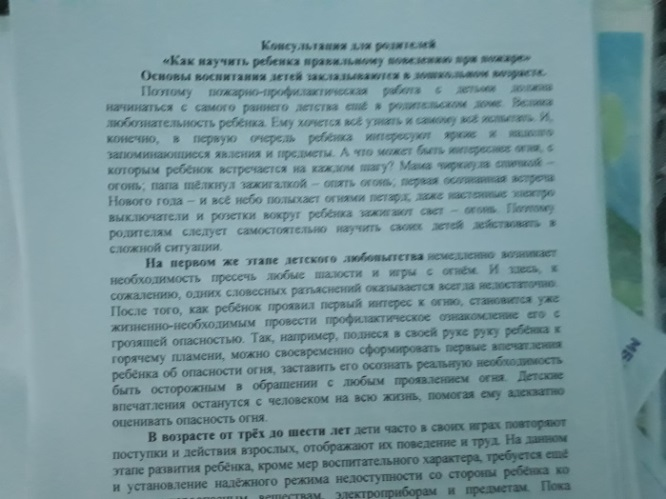 Консультация для родителей
«Как научить ребенка правильному поведению при пожаре»
Основы воспитания детей закладываются в дошкольном возрасте.
Поэтому пожарно-профилактическая работа с детьми должна
начинаться с самого раннего детства ещё в родительском доме. Велика
любознательность ребёнка. Ему хочется всё узнать и самому всё испытать. И,
конечно, в первую очередь ребёнка интересуют яркие и надолго
запоминающиеся явления и предметы. А что может быть интереснее огня, с
которым ребёнок встречается на каждом шагу? Мама чиркнула спичкой –
огонь; папа щёлкнул зажигалкой – опять огонь; первая осознанная встреча
Нового года – и всё небо полыхает огнями петард; даже настенные электро
выключатели и розетки вокруг ребёнка зажигают свет – огонь. Поэтому
родителям следует самостоятельно научить своих детей действовать в
сложной ситуации.
На первом же этапе детского любопытства немедленно возникает
необходимость пресечь любые шалости и игры с огнём. И здесь, к
сожалению, одних словесных разъяснений оказывается всегда недостаточно.
После того, как ребёнок проявил первый интерес к огню, становится уже
жизненно-необходимым провести профилактическое ознакомление его с
грозящей опасностью. Так, например, поднеся в своей руке руку ребёнка к
горячему пламени, можно своевременно сформировать первые впечатления
ребёнка об опасности огня, заставить его осознать реальную необходимость
быть осторожным в обращении с любым проявлением огня. Детские
впечатления останутся с человеком на всю жизнь, помогая ему адекватно
оценивать опасность огня.
В возрасте от трёх до шести лет дети часто в своих играх повторяют
поступки и действия взрослых, отображают их поведение и труд. На данном
этапе развития ребёнка, кроме мер воспитательного характера, требуется ещё
и установление надёжного режима недоступности со стороны ребёнка ко
веществам, электроприборам и предметам. Пока